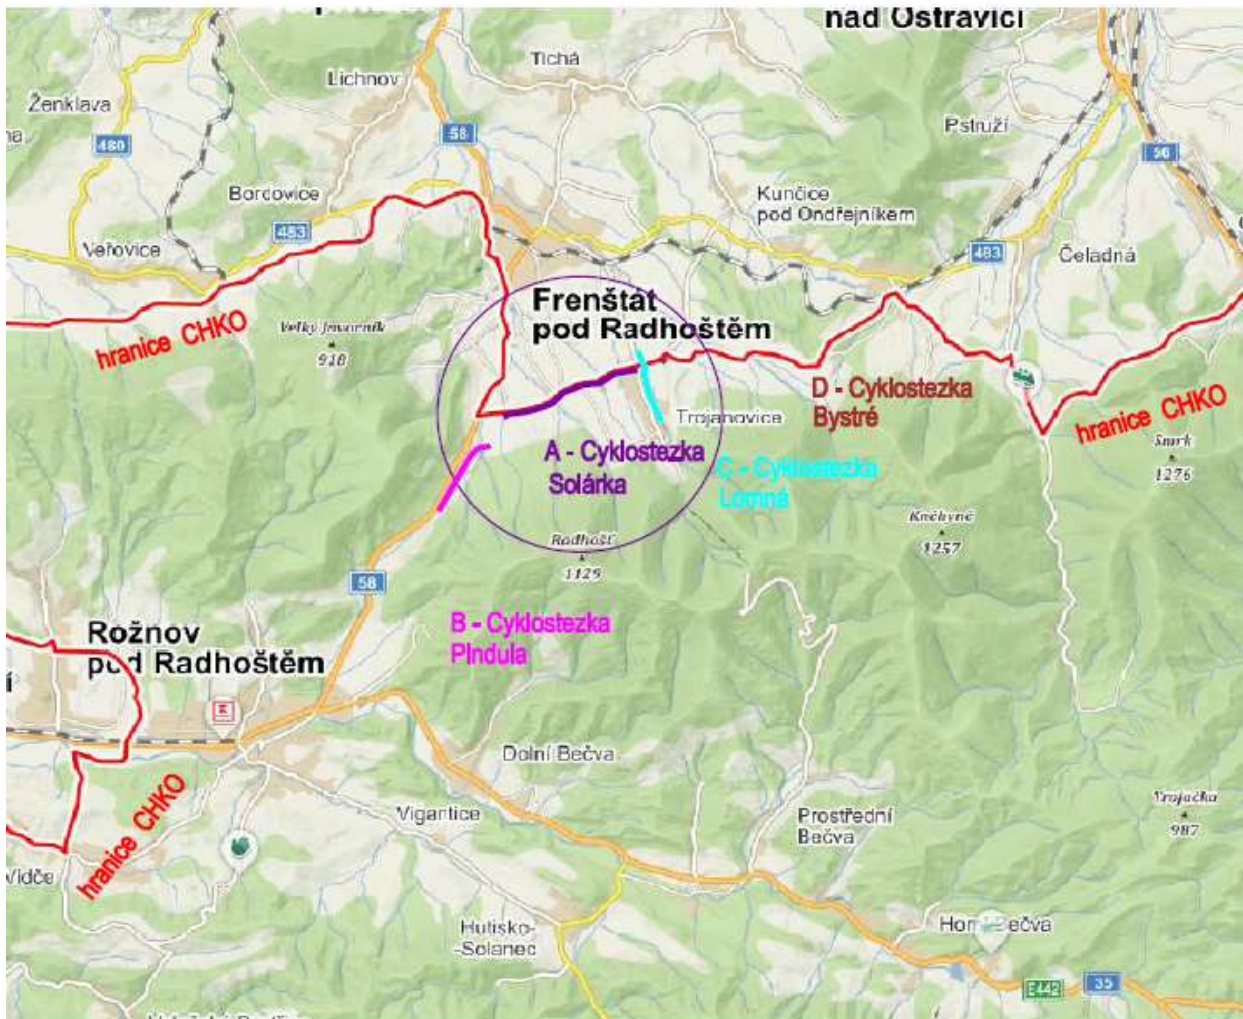 nad Ostravicí
Tichá
Lichnov
Ženklava
58
Pstruží
480
56
Bordovice
Kunčice
pod Ondřejníkem
483
Veřovice
483
Čeladná
Frenštát
pod Radhoštěm
Velký Javorník
918
hranice CHKO
D - Cyklostezka
Bystré
Trojanovice
hranice CHKO
Smrk
1276
A - Cyklostezka
Solárka
C - Cyklostezka
Lomná
Kněhyně
1257
Radhošť
1129
58
B - Cyklostezka
Pindula
Rožnov
pod Radhoštěm
í
Dolní Bečva
hranice CHKO
Vigantice
Prostřední
Bečva
Trojačka
987
Vidče
Hutisko-
-Solanec
Horní Bečva
E442
35